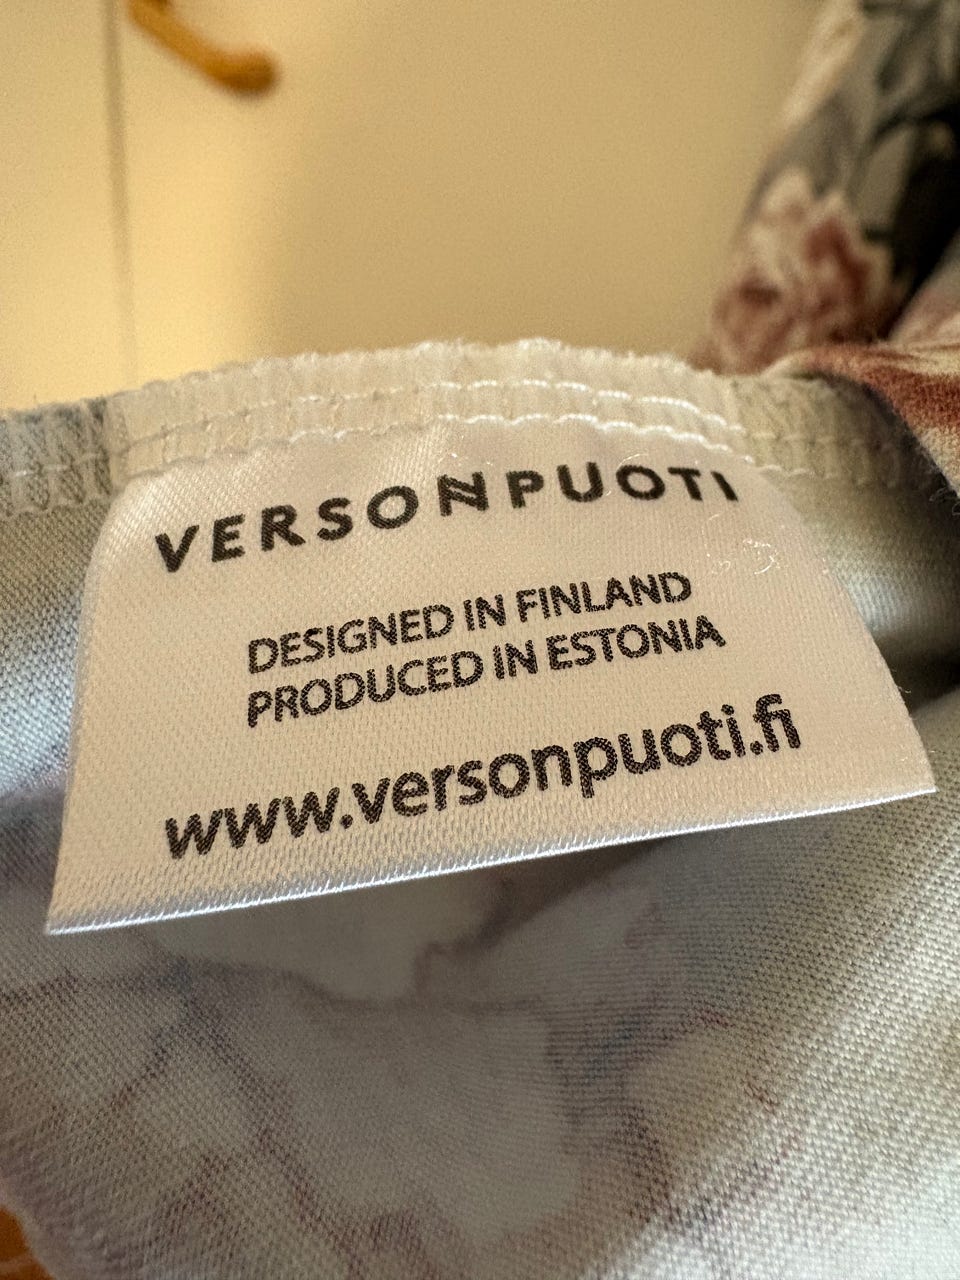 VERSONPUOTI
DESIGNED IN FINLAND
PRODUCED IN ESTONIA
www.versonpuoti.fi